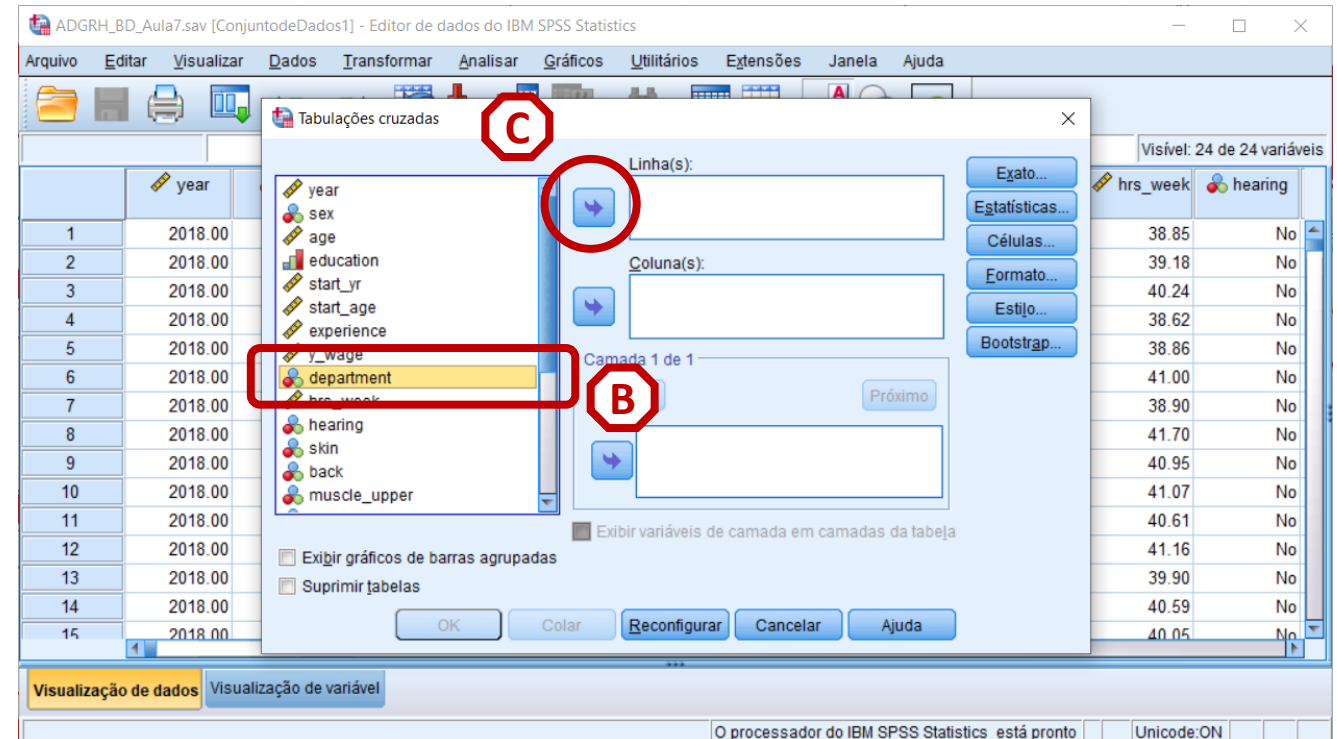 ADGRH_BD_Aula7.sav [ConjuntodeDados1] - Editor de dados do IBM SPSS Statistics
Arquivo Editar Visualizar Dados Transformar Analisar Gráficos Utilitários Extensões Janela Ajuda
Visível: 24 de 24 variáveis
year
hrs_week hearing
1 2018.00 38.85 No
2 2018.00 39.18 No
3 2018.00 40.24 No
4 2018.00 38.62 No
5 2018.00 38.86 No
6 2018.00 41.00 No
7 2018.00 38.90 No
8 2018.00 41.70 No
9 2018.00 40.95 No
10 2018.00 41.07 No
11 2018.00 40.61 No
12 2018.00 41.16 No
13 2018.00 39.90 No
14 2018.00 40.59 No
15 2018.00 40.05 No
Tabulações cruzadas
C
year
sex
age
education
start_yr
start_age
experience
y_wage
department
hrs_week
hearing
skin
back
muscle_upper
B
Linha(s):
Coluna(s):
Camada 1 de 1
Próximo
Exibir variáveis de camada em camadas da tabela
Exato...
Estatísticas...
Células...
Formato...
Estilo...
Bootstrap...
Exibir gráficos de barras agrupadas
Suprimir tabelas
OK Colar Reconfigurar Cancelar Ajuda
Visualização de dados Visualização de variável
O processador do IBM SPSS Statistics está pronto Unicode:ON